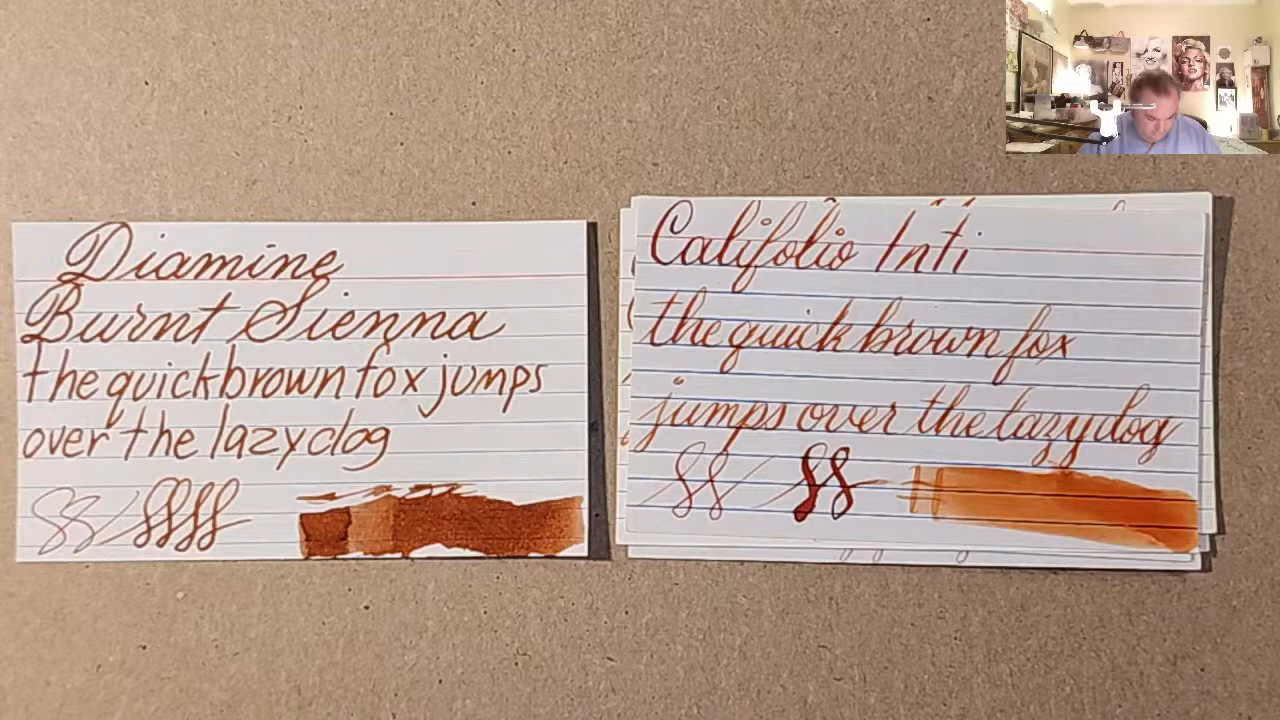 Diamine
Burnt Sienna
the quick brown fox jumps
over the lazy dog
Califolio Inti
the quick brown fox
jumps over the lazy dog